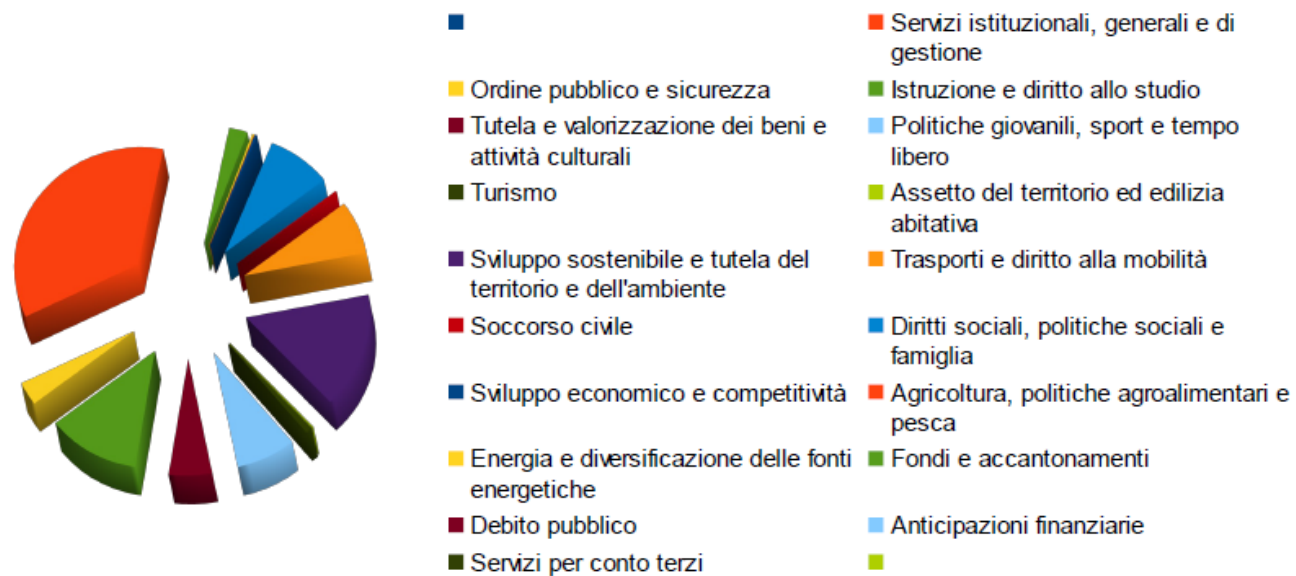 Servizi istituzionali, generali e di
gestione
Ordine pubblico e sicurezza
Istruzione e diritto allo studio
Tutela e valorizzazione dei beni e
attività culturali
Politiche giovanili, sport e tempo
libero
Turismo
Assetto del territorio ed edilizia
abitativa
Sviluppo sostenibile e tutela del
territorio e dell'ambiente
Trasporti e diritto alla mobilità
Soccorso civile
Diritti sociali, politiche sociali e
famiglia
Sviluppo economico e competitività
Agricoltura, politiche agroalimentari e
pesca
Energia e diversificazione delle fonti
energetiche
Fondi e accantonamenti
Debito pubblico
Anticipazioni finanziarie
Servizi per conto terzi